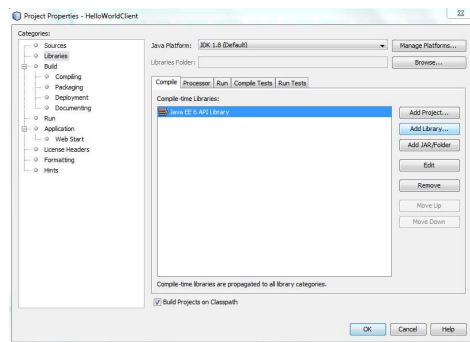 Project Properties - HelloWorldClient
Categories:
Sources
Libraries
Build
Compiling
Packaging
Deployment
Documenting
Run
Application
Web Start
License Headers
Formatting
Hints
Java Platform: JDK 1.8 (Default) Manage Platforms...
Libraries Folder: Browse...
Compile Processor Run Compile Tests Run Tests
Compile-time Libraries:
Java EE 6 API Library
Add Project...
Add Library...
Add JAR/Folder
Edit
Remove
Move Up
Move Down
Compile-time libraries are propagated to all library categories.
Build Projects on Classpath
OK Cancel Help